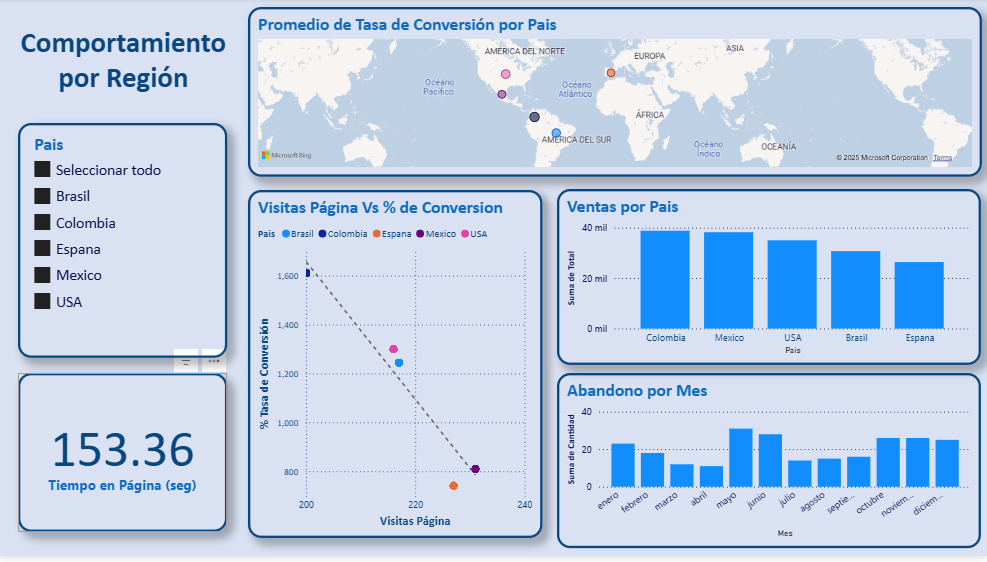 Comportamiento
por Región
Pais
Seleccionar todo
Brasil
Colombia
Espana
Mexico
USA
153.36
Tiempo en Página (seg)
Promedio de Tasa de Conversión por Pais
AMÉRICA DEL NORTE
EUROPA
ASIA
Océano
Pacífico
Océano
Atlántico
ÁFRICA
AMÉRICA DEL SUR
Océano
Índico
OCEANÍA
Microsoft Bing
© 2025 Microsoft Corporation Terms
Visitas Página Vs % de Conversion
Pais Brasil Colombia Espana Mexico USA
% Tasa de Conversión
1,600
1,400
1,200
1,000
800
200 220 240
Visitas Página
Ventas por Pais
Suma de Total
40 mil
20 mil
0 mil
Colombia Mexico USA Brasil Espana
Pais
Abandono por Mes
Suma de Cantidad
40
20
0
enero febrero marzo abril mayo junio julio agosto septie... octubre noviem... diciem...
Mes